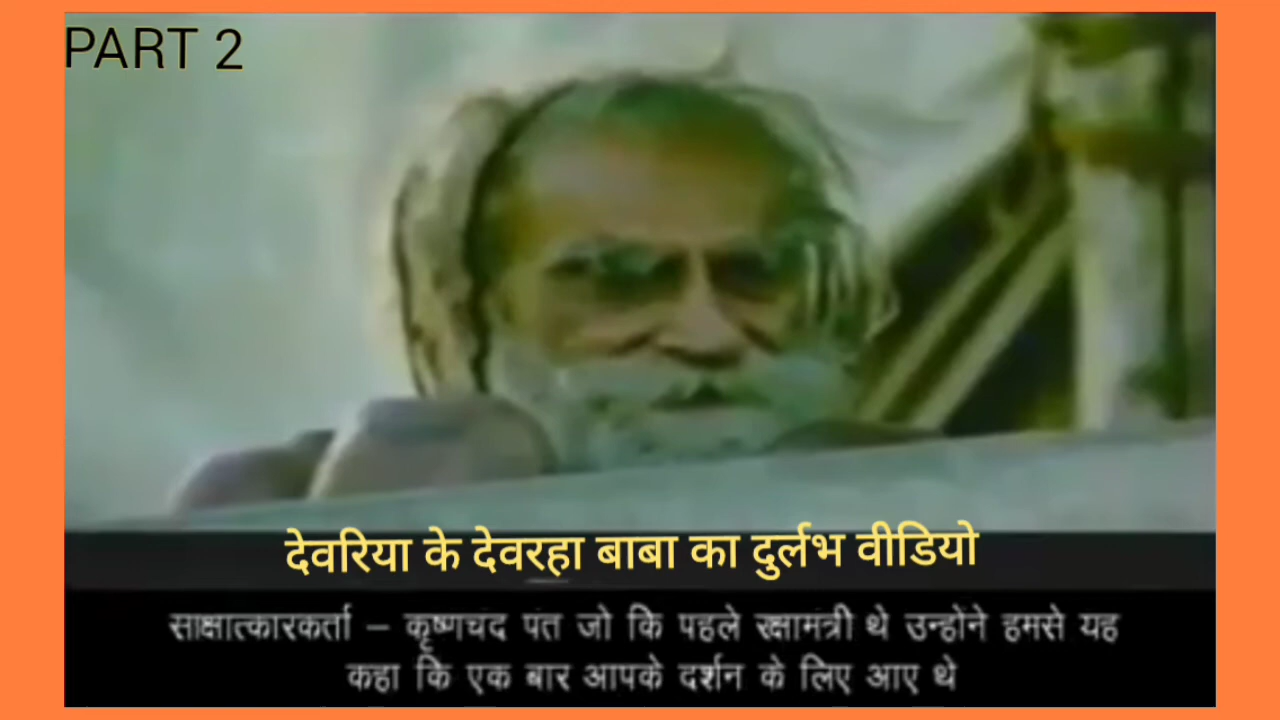 PART 2
देवरिया के देवरहा बाबा का दुर्लभ वीडियो
साक्षात्कारकर्ता – कृष्णचंद पंत जो कि पहले रक्षामंत्री थे उन्होंने हमसे यह
कहा कि एक बार आपके दर्शन के लिए आए थे